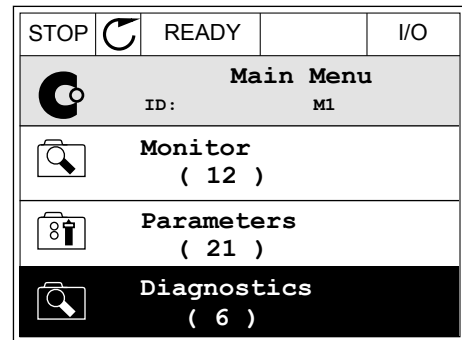 STOP READY I/O
Main Menu
ID: M1
Monitor
( 12 )
Parameters
( 21 )
Diagnostics
( 6 )